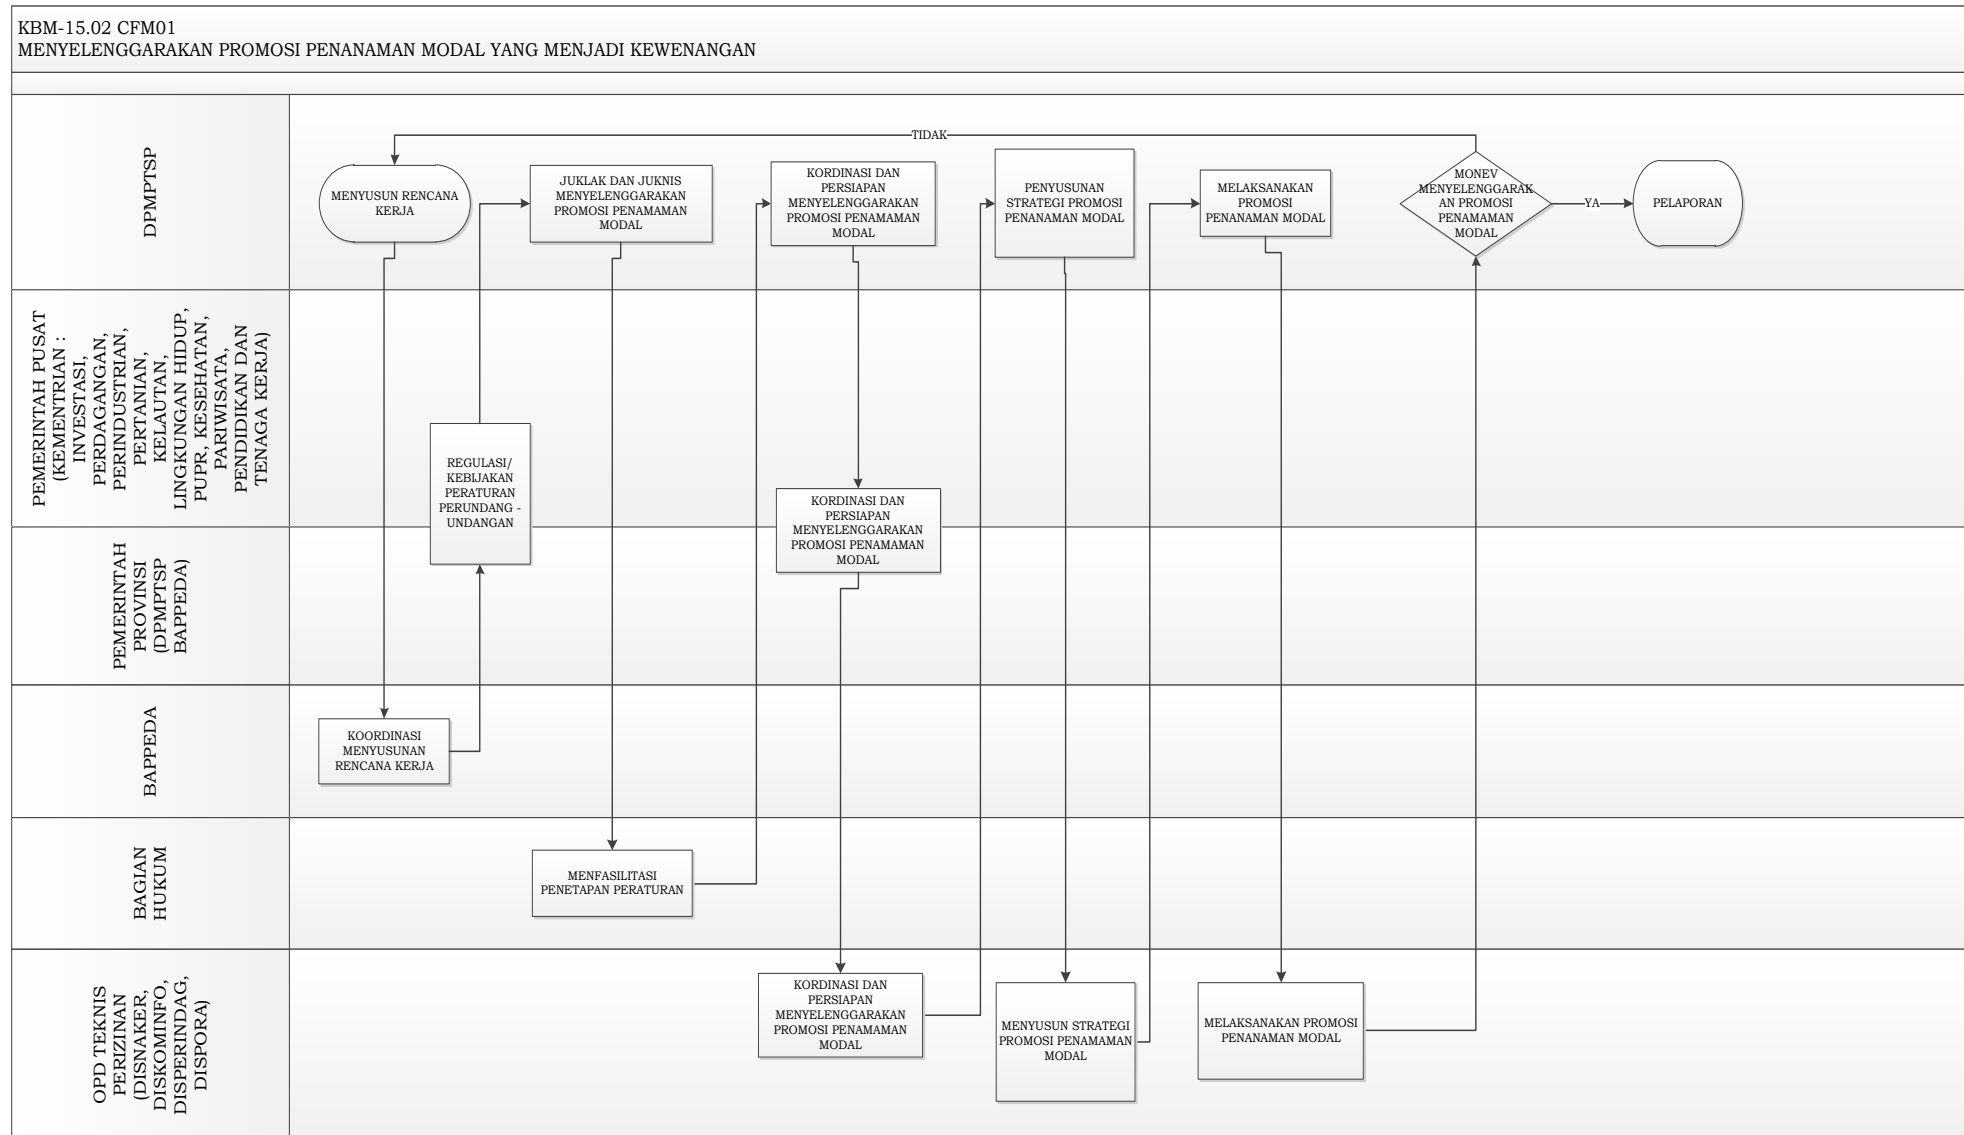 KBM-15.02 CFM01
MENYELENGGARAKAN PROMOSI PENANAMAN MODAL YANG MENJADI KEWENANGAN
DPMPTSP
TIDAK
MENYUSUN RENCANA
KERJA
JUKLAK DAN JUKNIS
MENYELENGGARAKAN
PROMOSI PENAMAMAN
MODAL
KORDINASI DAN
PERSIAPAN
MENYELENGGARAKAN
PROMOSI PENAMAMAN
MODAL
PENYUSUNAN
STRATEGI PROMOSI
PENANAMAN MODAL
MELAKSANAKAN
PROMOSI
PENANAMAN MODAL
MONEV
MENYELENGGARAK
AN PROMOSI
PENAMAMAN
MODAL
YA
PELAPORAN
PEMERINTAH PUSAT
(KEMENTRIAN :
INVESTASI,
PERDAGANGAN,
PERINDUSTRIAN,
PERTANIAN,
KELAUTAN,
LINGKUNGAN HIDUP,
PUPR, KESEHATAN,
PARIWISATA,
PENDIDIKAN DAN
TENAGA KERJA)
REGULASI/
KEBIJAKAN
PERATURAN
PERUNDANG -
UNDANGAN
KORDINASI DAN
PERSIAPAN
MENYELENGGARAKAN
PROMOSI PENAMAMAN
MODAL
PEMERINTAH
PROVINSI
(DPMPTSP
BAPPEDA)
BAPPEDA
KOORDINASI
MENYUSUNAN
RENCANA KERJA
BAGIAN
HUKUM
MENFASILITASI
PENETAPAN PERATURAN
OPD TEKNIS
PERIZINAN
(DISNAKER,
DISKOMINFO,
DISPERINDAG,
DISPORA)
KORDINASI DAN
PERSIAPAN
MENYELENGGARAKAN
PROMOSI PENAMAMAN
MODAL
MENYUSUN STRATEGI
PROMOSI PENAMAMAN
MODAL
MELAKSANAKAN PROMOSI
PENANAMAN MODAL